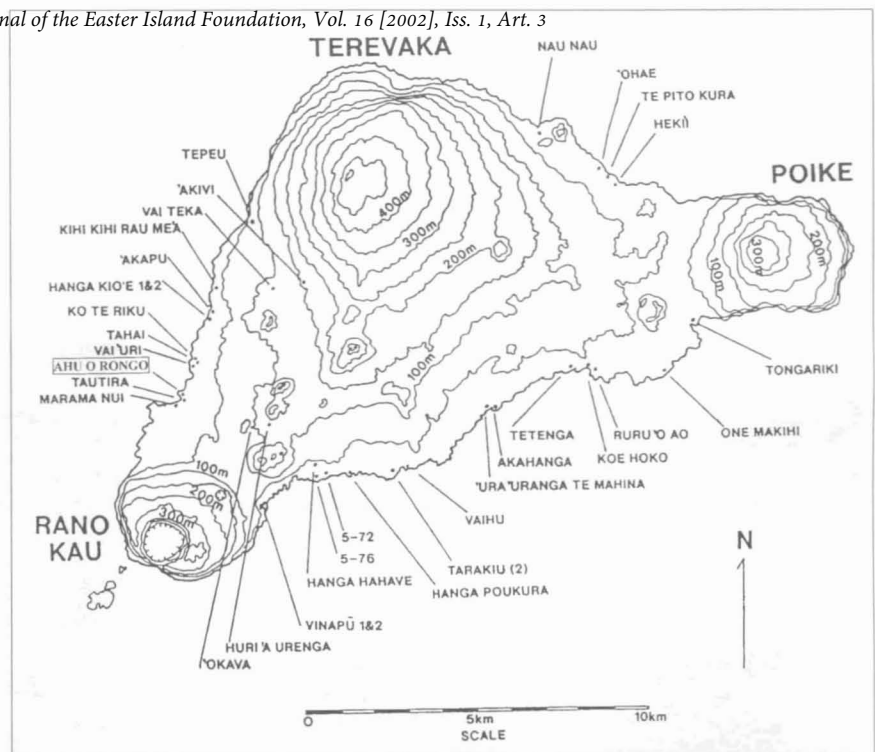 nal of the Easter Island Foundation, Vol. 16 [2002], Iss. 1, Art. 3
TEREVAKA
NAU NAU
'OHAE
TE PITO KURA
HEKI'I
POIKE
TEPEU
'AKIVI
VAI TEKA
KIHI KIHI RAU MEA
'AKAPU
HANGA KIO'E 1&2
KO TE RIKU
TAHAI
VAI 'URI
AHU O RONGO
TAUTIRA
MARAMA NUI
400m
300m
200m
100m
300m
200m
100m
TONGARIKI
ONE MAKIHI
RURU 'O AO
KOE HOKO
TETENGA
AKAHANGA
'URA 'URANGA TE MAHINA
VAIHU
TARAKIU (2)
HANGA POUKURA
5-72
5-76
HANGA HAHAVE
VINAPŪ 1&2
HURI 'A URENGA
'OKAVA
100m
200m
300m
RANO
KAU
N
0 5km 10km
SCALE